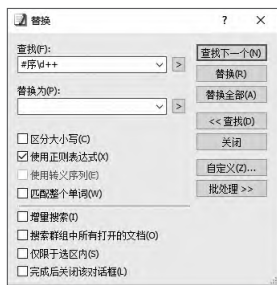 替换
查找(F):
#序\d++
替换为(P):
区分大小写(C)
使用正则表达式(X)
使用转义序列(E)
匹配整个单词(W)
增量搜索(I)
搜索群组中所有打开的文档(O)
仅限于选区内(S)
完成后关闭该对话框(L)
查找下一个(N)
替换(R)
替换全部(A)
<< 查找(D)
关闭
自定义(Z)...
批处理 >>